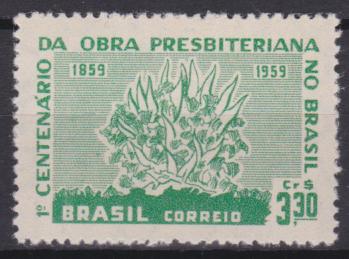 1º CENTENÁRIO DA OBRA PRESBITERIANA NO BRASIL
1859 1959
Cr $
3,30
BRASIL CORREIO